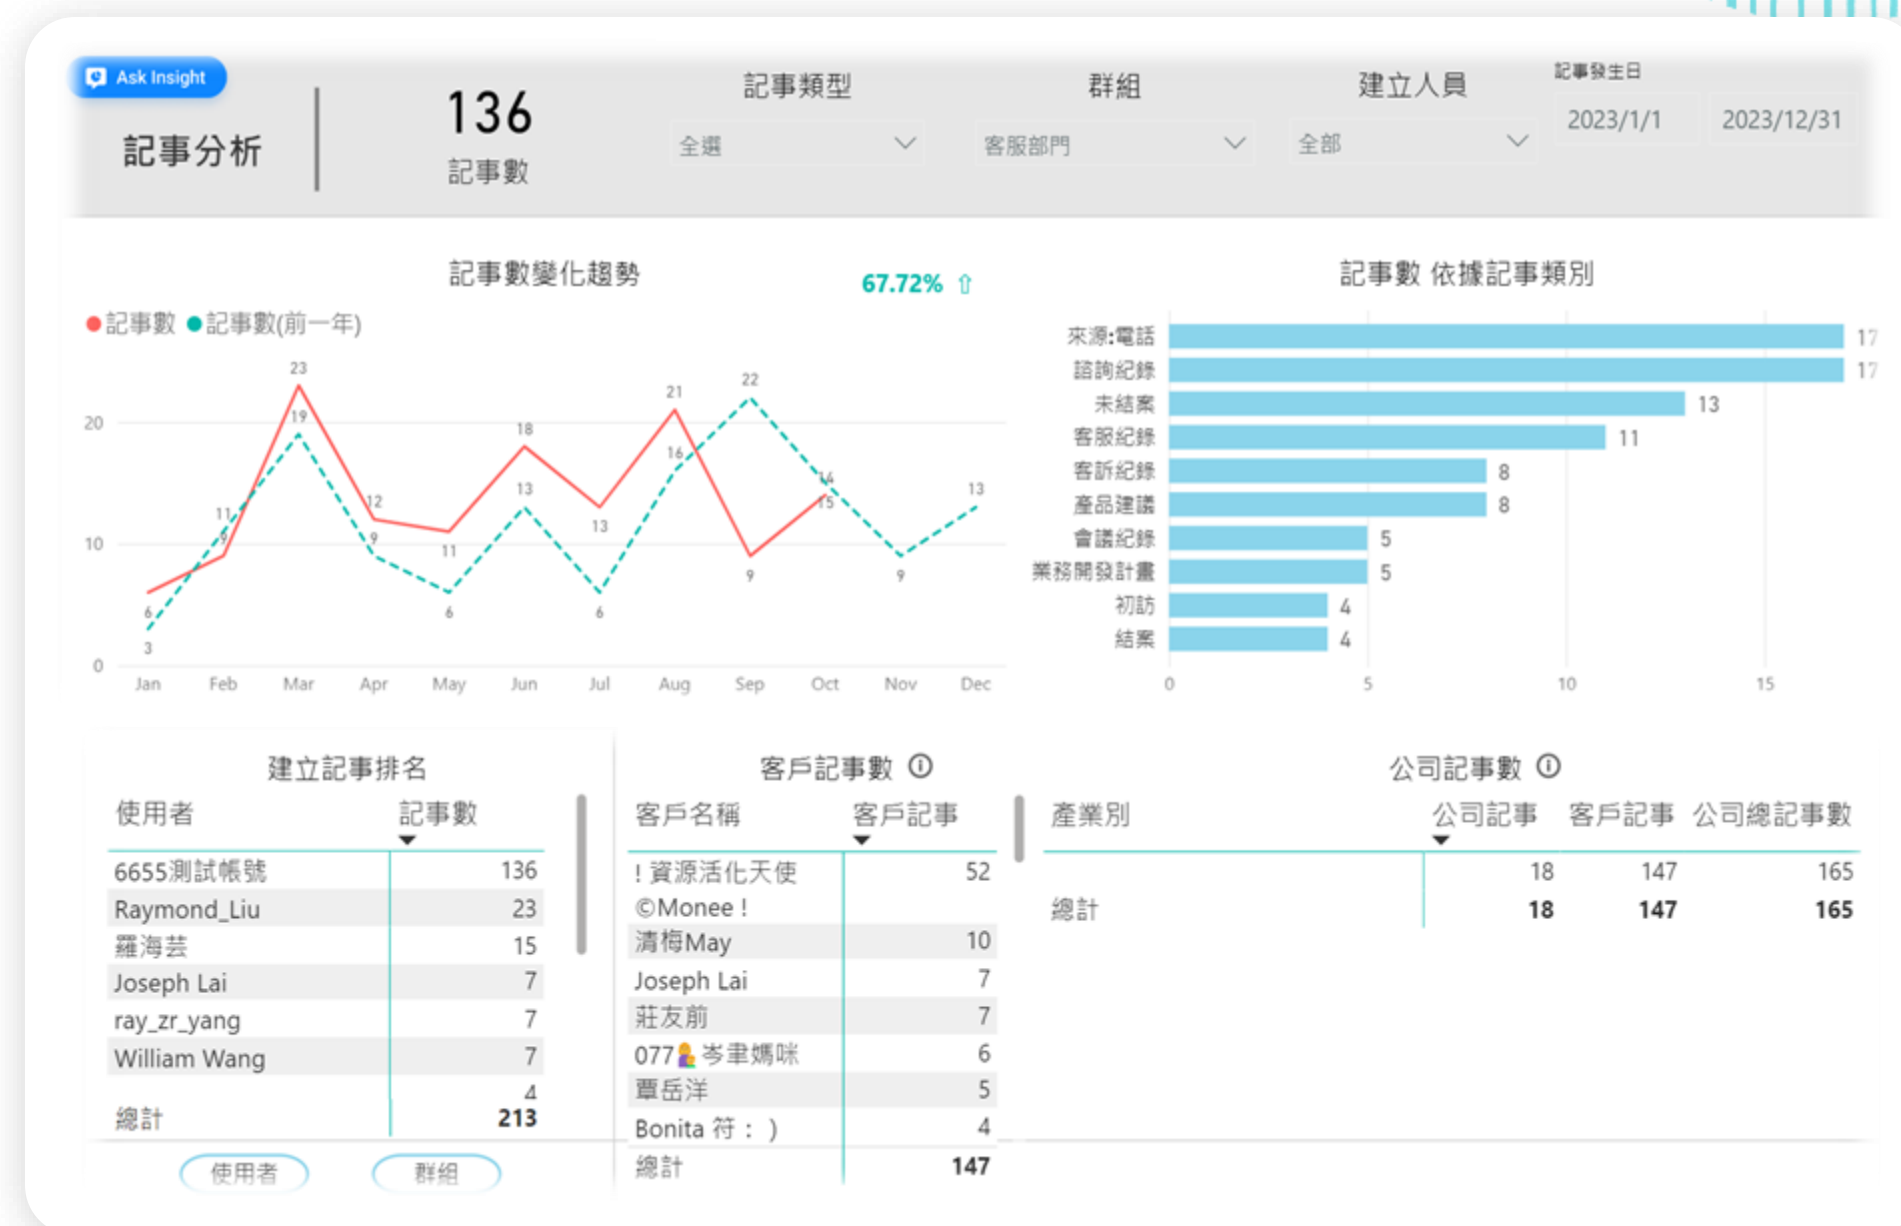 Ask Insight
記事分析
136
記事數
記事類型
全選
群組
客服部門
建立人員
全部
記事發生日
2023/1/1
2023/12/31
記事數變化趨勢
67.72% ⇧
記事數 記事數(前一年)
20
10
0
6 9 23 12 11 18 13 21 9 14
3 11 19 9 6 13 6 16 22 15 9 13
Jan Feb Mar Apr May Jun Jul Aug Sep Oct Nov Dec
記事數 依據記事類別
來源:電話 17
諮詢紀錄 17
未結案 13
客服紀錄 11
客訴紀錄 8
產品建議 8
會議紀錄 5
業務開發計畫 5
初訪 4
結案 4
0 5 10 15
建立記事排名
使用者 記事數
6655測試帳號 136
Raymond_Liu 23
羅海芸 15
Joseph Lai 7
ray_zr_yang 7
William Wang 7
4
總計 213
使用者 群組
客戶記事數
客戶名稱 客戶記事
! 資源活化天使 52
©Monee !
清梅May 10
Joseph Lai 7
莊友前 7
077🤱岑聿媽咪 6
覃岳洋 5
Bonita 符：) 4
總計 147
公司記事數
產業別 公司記事 客戶記事 公司總記事數
18 147 165
總計 18 147 165